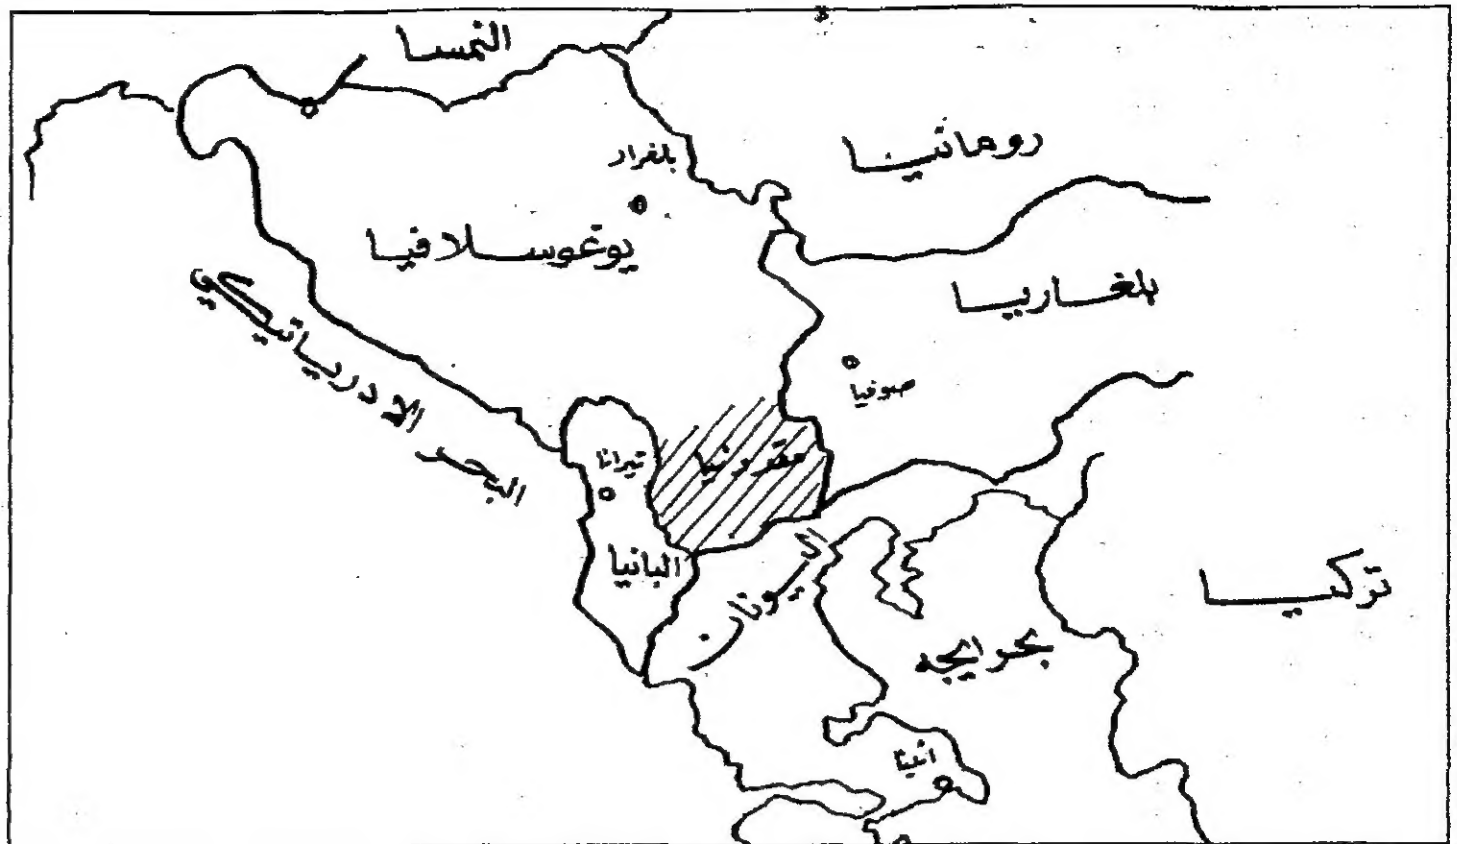 النمسا
رومانيا
بلغراد
يوغوسلافيا
بلغاريا
صوفيا
البحر الادرياتيكي
مقدونيا
تيرانا
البانيا
اليونان
تركيا
بحر ايجه
اثينا